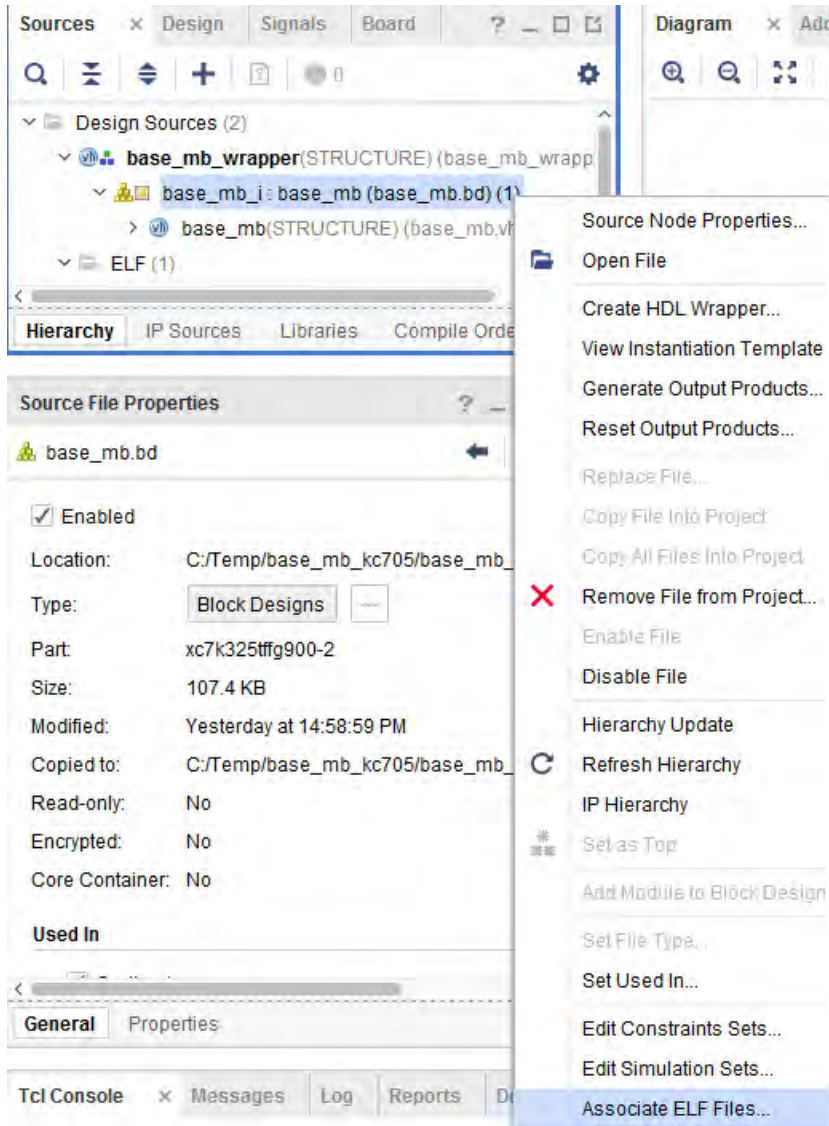 Sources × Design Signals Board ? Diagram × Add
0
Design Sources (2)
base_mb_wrapper(STRUCTURE) (base_mb_wrapp
base_mb_i : base_mb (base_mb.bd) (1)
base_mb(STRUCTURE) (base_mb.vh
ELF (1)
Hierarchy IP Sources Libraries Compile Orde
Source File Properties ?
base_mb.bd
Enabled
Location: C:/Temp/base_mb_kc705/base_mb_
Type: Block Designs ...
Part: xc7k325tffg900-2
Size: 107.4 KB
Modified: Yesterday at 14:58:59 PM
Copied to: C:/Temp/base_mb_kc705/base_mb_
Read-only: No
Encrypted: No
Core Container: No
Used In
General Properties
Tcl Console × Messages Log Reports De
Source Node Properties...
Open File
Create HDL Wrapper...
View Instantiation Template
Generate Output Products...
Reset Output Products...
Replace File...
Copy File Into Project
Copy All Files Into Project
Remove File from Project...
Enable File
Disable File
Hierarchy Update
Refresh Hierarchy
IP Hierarchy
Set as Top
Add Module to Block Design
Set File Type...
Set Used In...
Edit Constraints Sets...
Edit Simulation Sets...
Associate ELF Files...